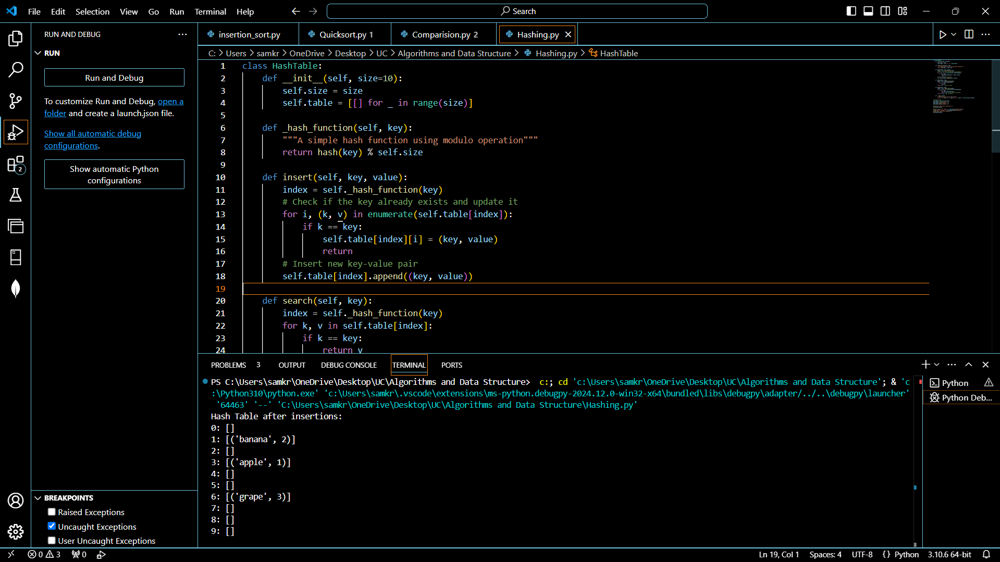 File Edit Selection View Go Run Terminal Help
Search
RUN AND DEBUG
RUN
Run and Debug
To customize Run and Debug, open a
folder and create a launch.json file.
Show all automatic debug
configurations.
Show automatic Python
configurations
2
insertion_sort.py Quicksort.py 1 Comparision.py 2 Hashing.py
C: > Users > samkr > OneDrive > Desktop > UC > Algorithms and Data Structure > Hashing.py > HashTable
1 class HashTable:
2 def __init__(self, size=10):
3 self.size = size
4 self.table = [[] for _ in range(size)]
5
6 def _hash_function(self, key):
7 """A simple hash function using modulo operation"""
8 return hash(key) % self.size
9
10 def insert(self, key, value):
11 index = self._hash_function(key)
12 # Check if the key already exists and update it
13 for i, (k, v) in enumerate(self.table[index]):
14 if k == key:
15 self.table[index][i] = (key, value)
16 return
17 # Insert new key-value pair
18 self.table[index].append((key, value))
19
20 def search(self, key):
21 index = self._hash_function(key)
22 for k, v in self.table[index]:
23 if k == key:
24 return v
PROBLEMS 3 OUTPUT DEBUG CONSOLE TERMINAL PORTS
PS C:\Users\samkr\OneDrive\Desktop\UC\Algorithms and Data Structure> c:; cd 'c:\Users\samkr\OneDrive\Desktop\UC\Algorithms and Data Structure'; & 'c
:\Python310\python.exe' 'c:\Users\samkr\.vscode\extensions\ms-python.debugpy-2024.12.0-win32-x64\bundled\libs\debugpy\adapter/../..\debugpy\launcher'
'64463' '--' 'C:\Users\samkr\OneDrive\Desktop\UC\Algorithms and Data Structure\Hashing.py'
Hash Table after insertions:
0: []
1: [('banana', 2)]
2: []
3: [('apple', 1)]
4: []
5: []
6: [('grape', 3)]
7: []
8: []
9: []
Python
Python Deb...
BREAKPOINTS
Raised Exceptions
Uncaught Exceptions
User Uncaught Exceptions
0 3 0 Ln 19, Col 1 Spaces: 4 UTF-8 {} Python 3.10.6 64-bit